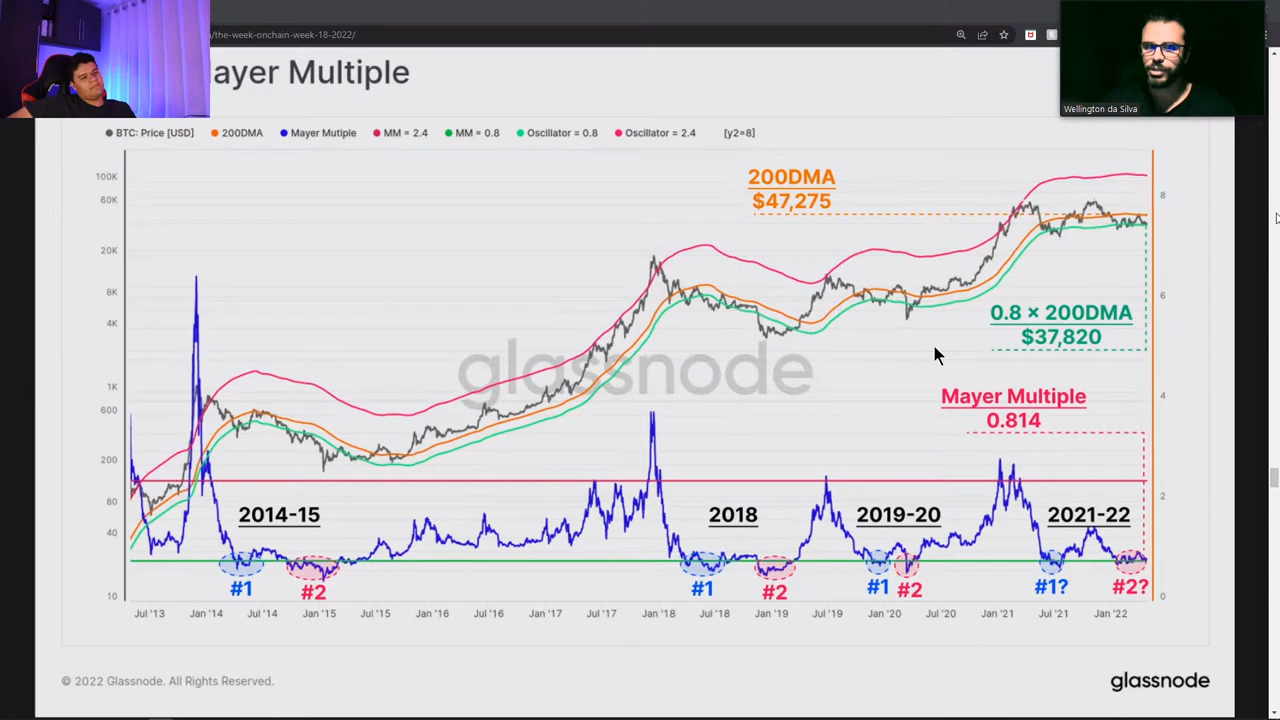 /the-week-onchain-week-18-2022/
Wellington da Silva
ayer Multiple
BTC: Price [USD] 200DMA Mayer Mutiple MM = 2.4 MM = 0.8 Oscillator = 0.8 Oscillator = 2.4 [y2=8]
100K
60K
20K
8K
4K
1K
600
200
80
40
10
8
6
4
2
0
200DMA
$47,275
0.8 × 200DMA
$37,820
glassnode
Mayer Multiple
0.814
2014-15 2018 2019-20 2021-22
#1 #2 #1 #2 #1 #2 #1? #2?
Jul '13 Jan '14 Jul '14 Jan '15 Jul '15 Jan '16 Jul '16 Jan '17 Jul '17 Jan '18 Jul '18 Jan '19 Jul '19 Jan '20 Jul '20 Jan '21 Jul '21 Jan '22
© 2022 Glassnode. All Rights Reserved.
glassnode